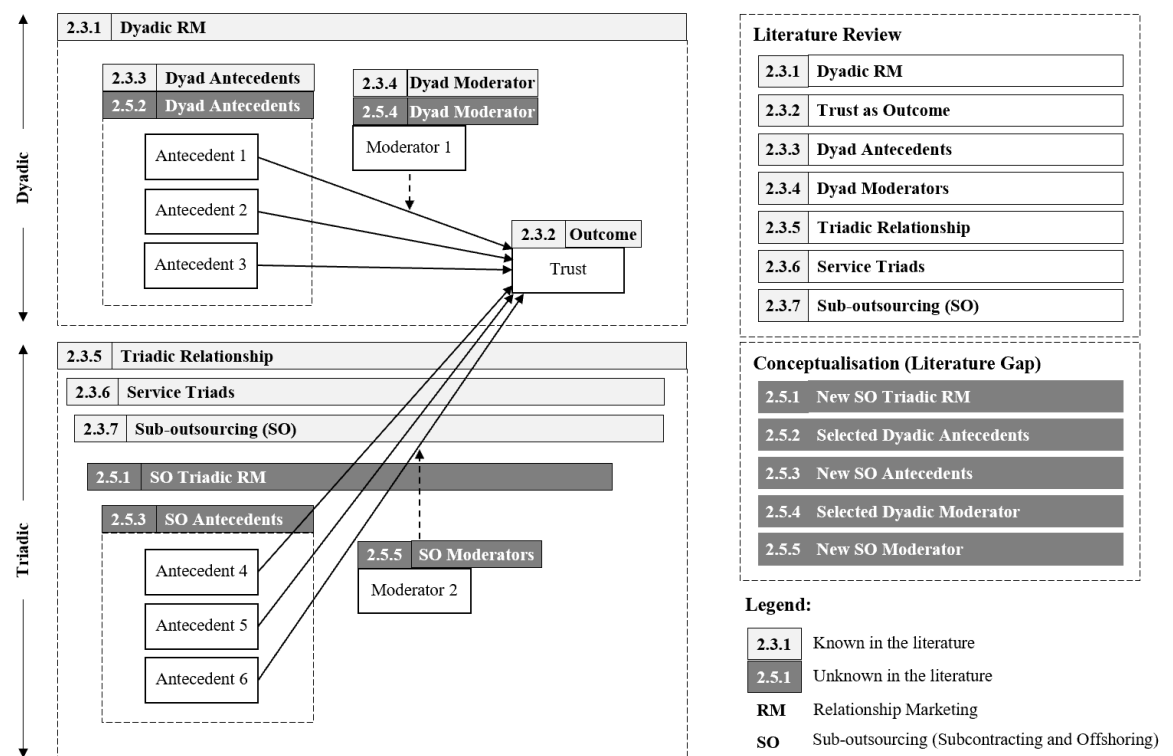 Dyadic
2.3.1 Dyadic RM
2.3.3 Dyad Antecedents
2.5.2 Dyad Antecedents
2.3.4 Dyad Moderator
2.5.4 Dyad Moderator
Moderator 1
Antecedent 1
Antecedent 2
Antecedent 3
2.3.2 Outcome
Trust
Triadic
2.3.5 Triadic Relationship
2.3.6 Service Triads
2.3.7 Sub-outsourcing (SO)
2.5.1 SO Triadic RM
2.5.3 SO Antecedents
Antecedent 4
Antecedent 5
Antecedent 6
2.5.5 SO Moderators
Moderator 2
Literature Review
2.3.1 Dyadic RM
2.3.2 Trust as Outcome
2.3.3 Dyad Antecedents
2.3.4 Dyad Moderators
2.3.5 Triadic Relationship
2.3.6 Service Triads
2.3.7 Sub-outsourcing (SO)
Conceptualisation (Literature Gap)
2.5.1 New SO Triadic RM
2.5.2 Selected Dyadic Antecedents
2.5.3 New SO Antecedents
2.5.4 Selected Dyadic Moderator
2.5.5 New SO Moderator
Legend:
2.3.1 Known in the literature
2.5.1 Unknown in the literature
RM Relationship Marketing
SO Sub-outsourcing (Subcontracting and Offshoring)